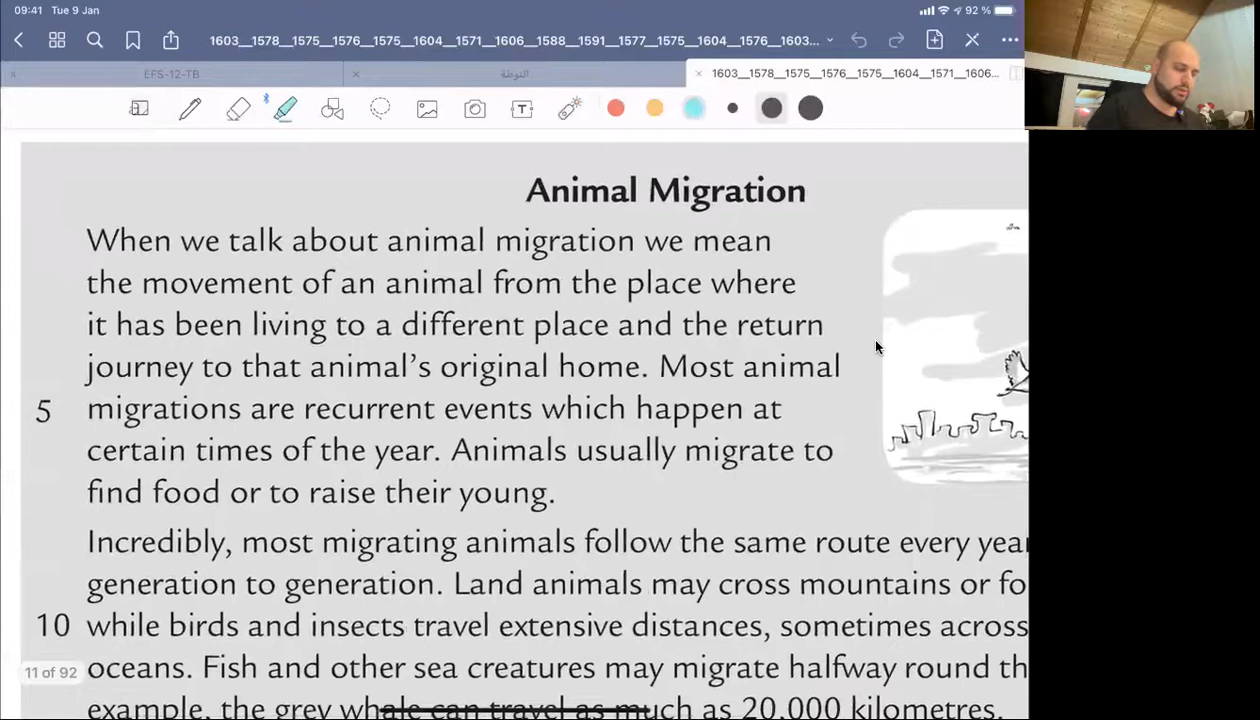 09:41 Tue 9 Jan
92 %
1603__1578__1575__1576__1575__1604__1571__1606__1588__1591__1577__1575__1604__1576__1603...
EFS-12-TB
النوطة
1603__1578__1575__1576__1575__1604__1571__1606...
Animal Migration
When we talk about animal migration we mean
the movement of an animal from the place where
it has been living to a different place and the return
journey to that animal's original home. Most animal
5 migrations are recurrent events which happen at
certain times of the year. Animals usually migrate to
find food or to raise their young.
Incredibly, most migrating animals follow the same route every year
generation to generation. Land animals may cross mountains or fo
10 while birds and insects travel extensive distances, sometimes across
11 of 92 oceans. Fish and other sea creatures may migrate halfway round th
example, the grey whale can travel as much as 20,000 kilometres.